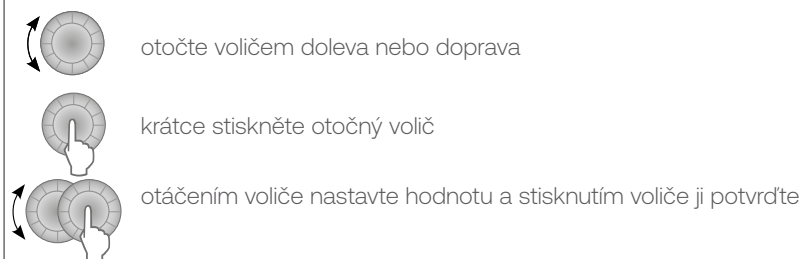 otočte voličem doleva nebo doprava
krátce stiskněte otočný volič
otáčením voliče nastavte hodnotu a stisknutím voliče ji potvrďte